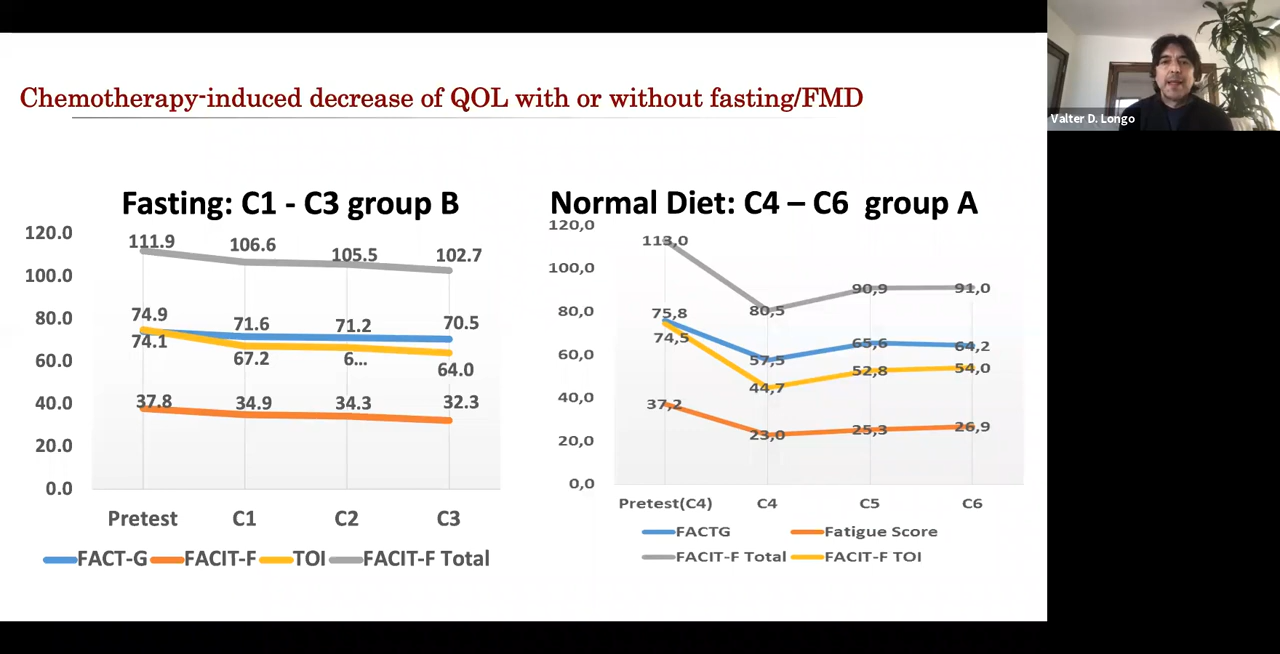 Chemotherapy-induced decrease of QOL with or without fasting/FMD
Valter D. Longo
Fasting: C1 - C3 group B
120.0
100.0
80.0
60.0
40.0
20.0
0.0
111.9 106.6 105.5 102.7
74.9 71.6 71.2 70.5
74.1 67.2 6... 64.0
37.8 34.9 34.3 32.3
Pretest C1 C2 C3
FACT-G FACIT-F TOI FACIT-F Total
Normal Diet: C4 – C6 group A
120,0
100,0
80,0
60,0
40,0
20,0
0,0
113,0 80,5 90,9 91,0
75,8 57,5 65,6 64,2
74,5 44,7 52,8 54,0
37,2 23,0 25,3 26,9
Pretest(C4) C4 C5 C6
FACTG Fatigue Score
FACIT-F Total FACIT-F TOI